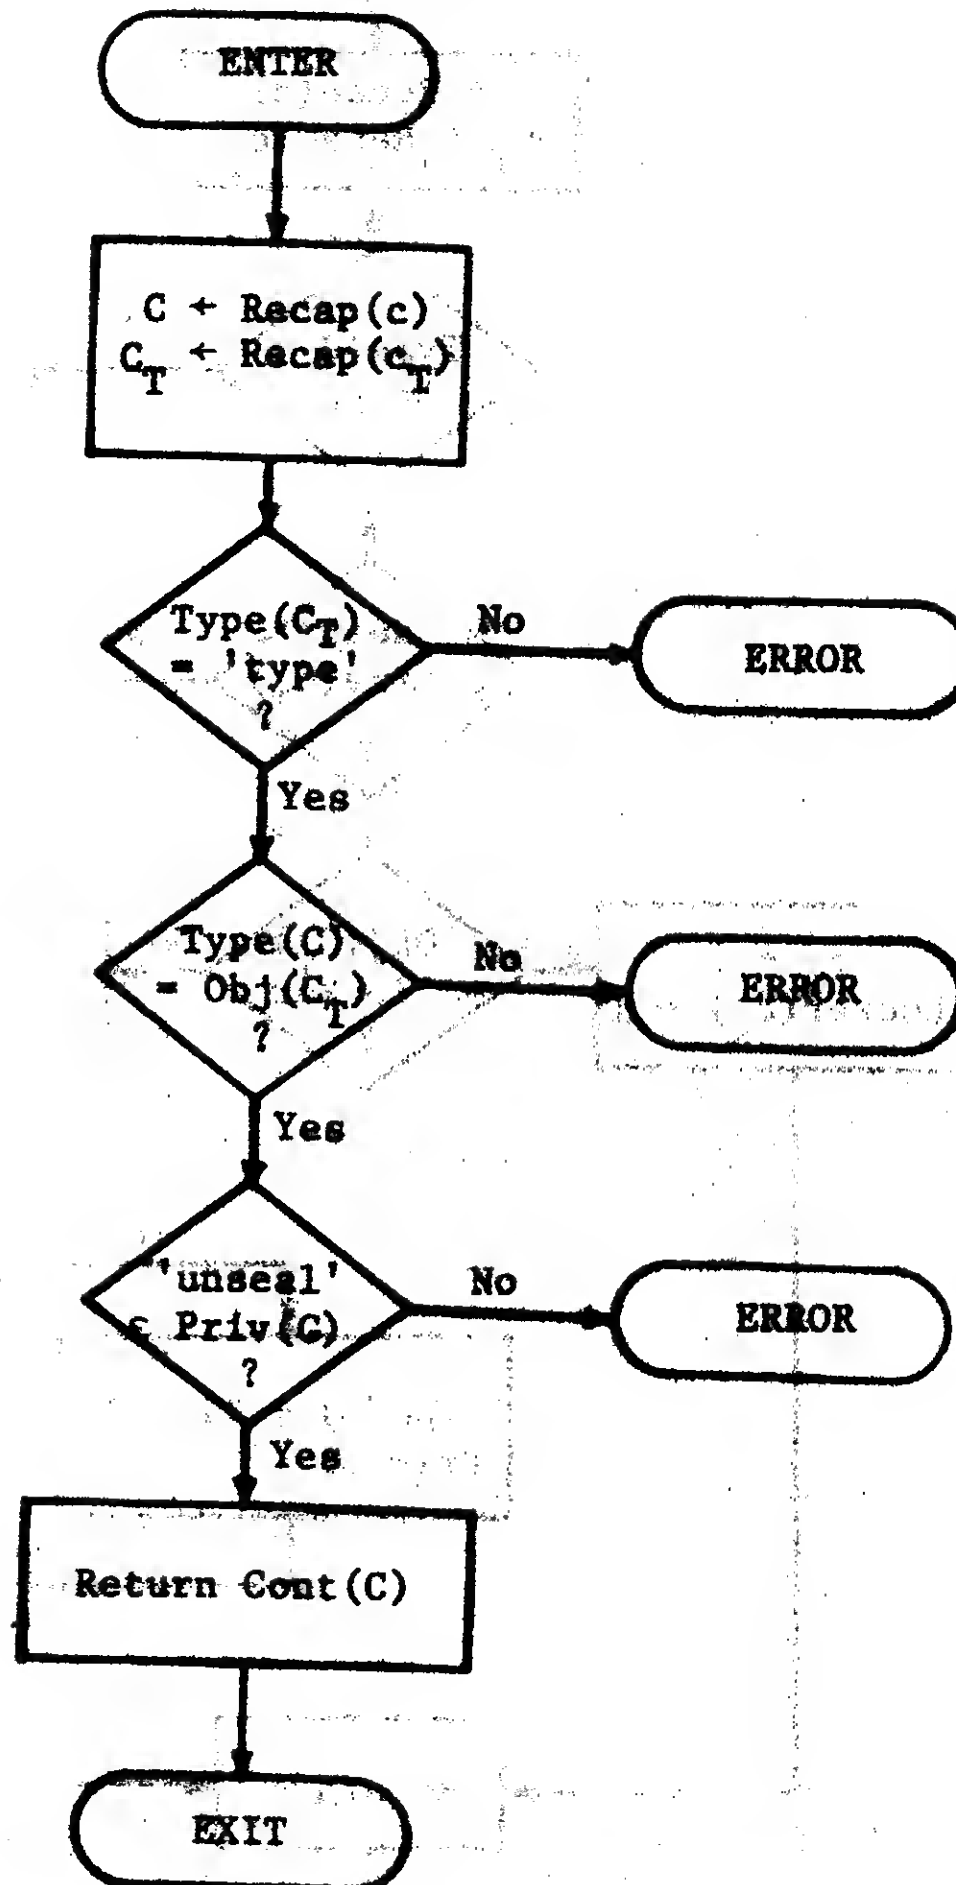 ENTER
C ← Recap(c)
C_T ← Recap(c_T)
Type(C_T)
= 'type'
?
No
ERROR
Yes
Type(C)
= Obj(C_T)
?
No
ERROR
Yes
'unseal'
ε Priv(C)
?
No
ERROR
Yes
Return Cont(C)
EXIT